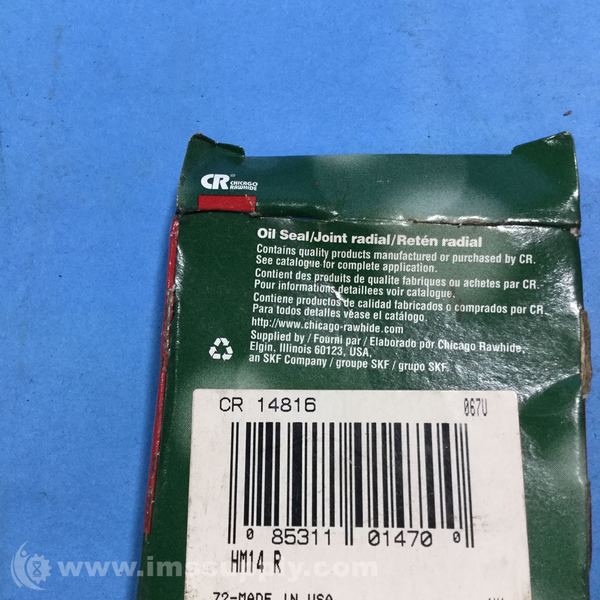 CR CHICAGO
RAWHIDE
Oil Seal/Joint radial/Retén radial
Contains quality products manufactured or purchased by CR.
See catalogue for complete application.
Contient des produits de qualite fabriques ou achetes par CR.
Pour informations detaillees voir catalogue.
Contiene productos de calidad fabricados o comprados por CR.
Para todos detalles véase el catálogo.
http://www.chicago-rawhide.com
Supplied by / Fourni par / Elaborado por Chicago Rawhide,
Elgin, Illinois 60123, USA,
an SKF Company / groupe SKF / grupo SKF.
CR 14816 067U
0 85311 01470 0
HM14 R
72-MADE IN USA
www.imssupply.com